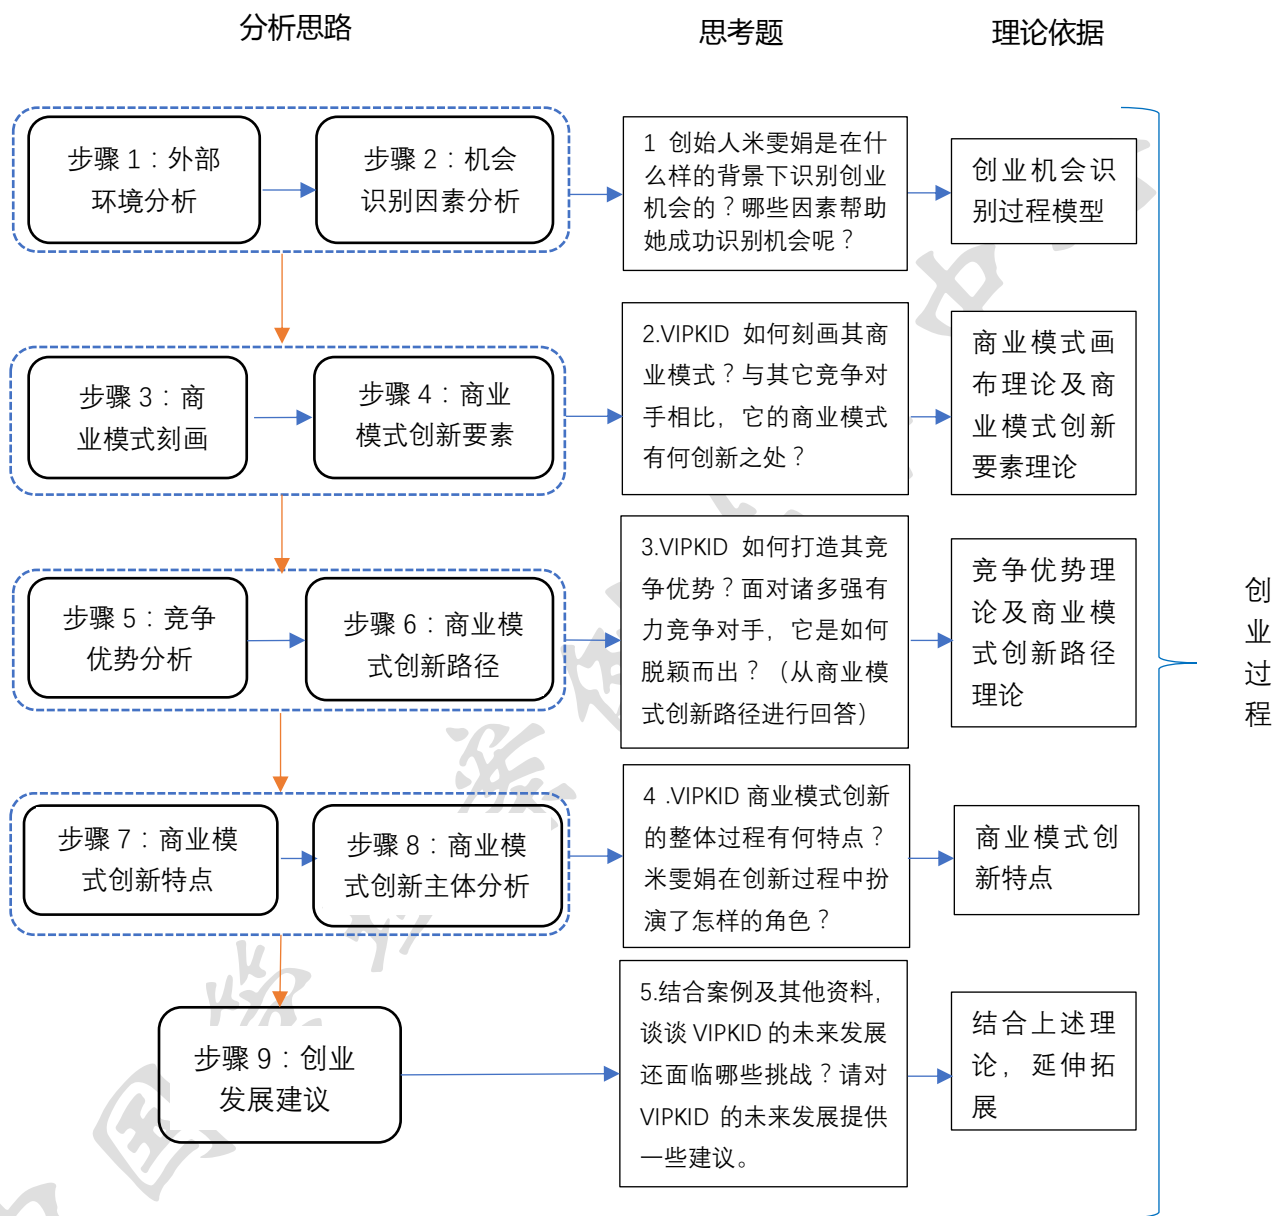 分析思路
思考题
理论依据
步骤 1：外部
环境分析
步骤 2：机会
识别因素分析
1 创始人米雯娟是在什
么样的背景下识别创业
机会的？哪些因素帮助
她成功识别机会呢？
创业机会识
别过程模型
步骤 3：商
业模式刻画
步骤 4：商业
模式创新要素
2.VIPKID 如何刻画其商
业模式？与其它竞争对
手相比，它的商业模式
有何创新之处？
商业模式画
布理论及商
业模式创新
要素理论
步骤 5：竞争
优势分析
步骤 6：商业模
式创新路径
3.VIPKID 如何打造其竞
争优势？面对诸多强有
力竞争对手，它是如何
脱颖而出？（从商业模
式创新路径进行回答）
竞争优势理
论及商业模
式创新路径
理论
步骤 7：商业模
式创新特点
步骤 8：商业模
式创新主体分析
4 .VIPKID 商业模式创新
的整体过程有何特点？
米雯娟在创新过程中扮
演了怎样的角色？
商业模式创
新特点
步骤 9：创业
发展建议
5.结合案例及其他资料，
谈谈 VIPKID 的未来发展
还面临哪些挑战？请对
VIPKID 的未来发展提供
一些建议。
结合上述理
论，延伸拓
展
创
业
过
程